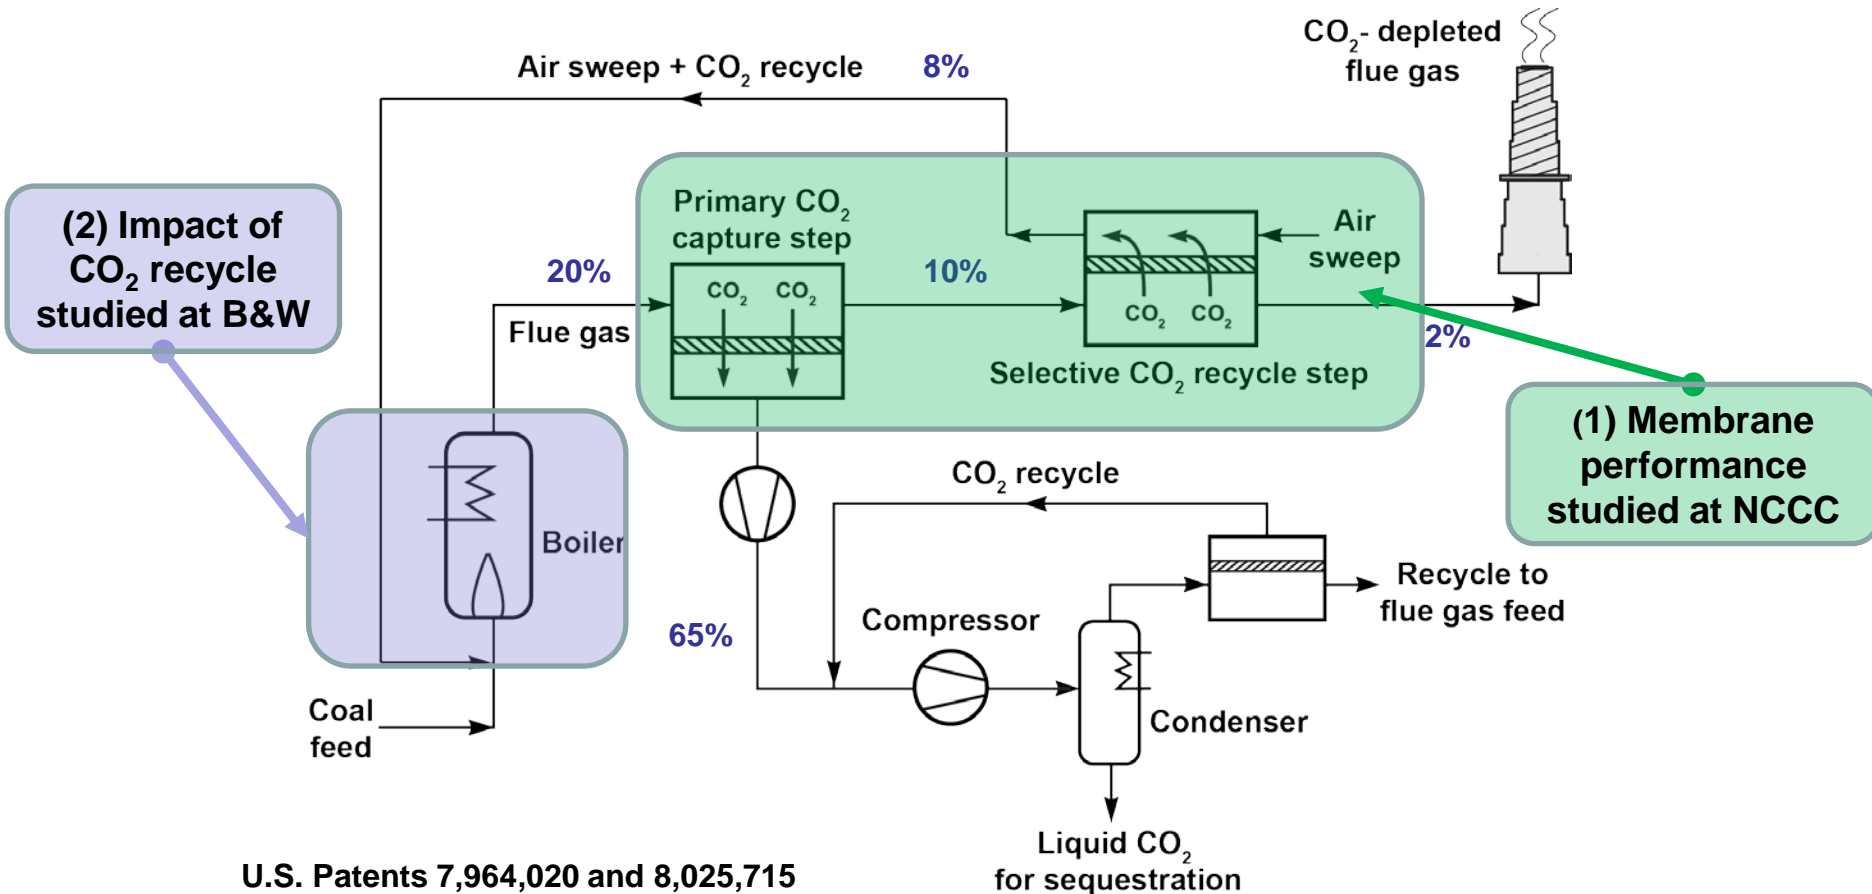 CO₂- depleted
flue gas
Air sweep + CO₂ recycle
8%
(2) Impact of
CO₂ recycle
studied at B&W
Primary CO₂
capture step
Air
sweep
20%
10%
CO₂ CO₂
CO₂ CO₂
Flue gas
2%
Selective CO₂ recycle step
(1) Membrane
performance
studied at NCCC
CO₂ recycle
Boiler
Recycle to
flue gas feed
Compressor
65%
Coal
feed
Condenser
Liquid CO₂
for sequestration
U.S. Patents 7,964,020 and 8,025,715